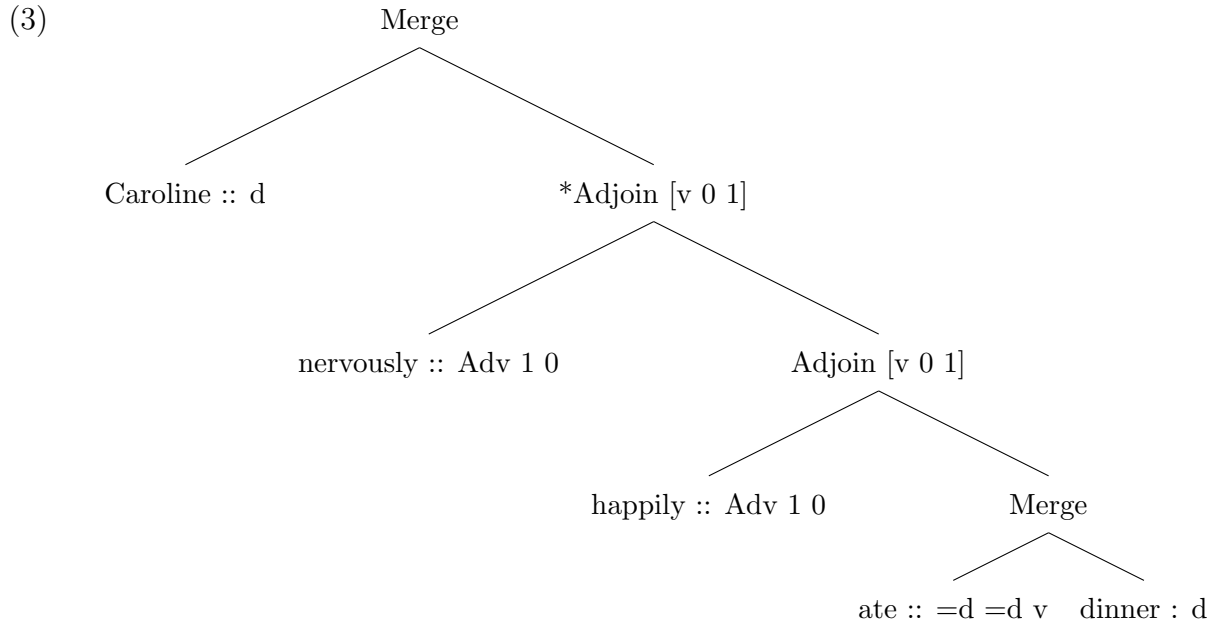 (3) Merge
Caroline :: d *Adjoin [v 0 1]
nervously :: Adv 1 0 Adjoin [v 0 1]
happily :: Adv 1 0 Merge
ate :: =d =d v dinner : d